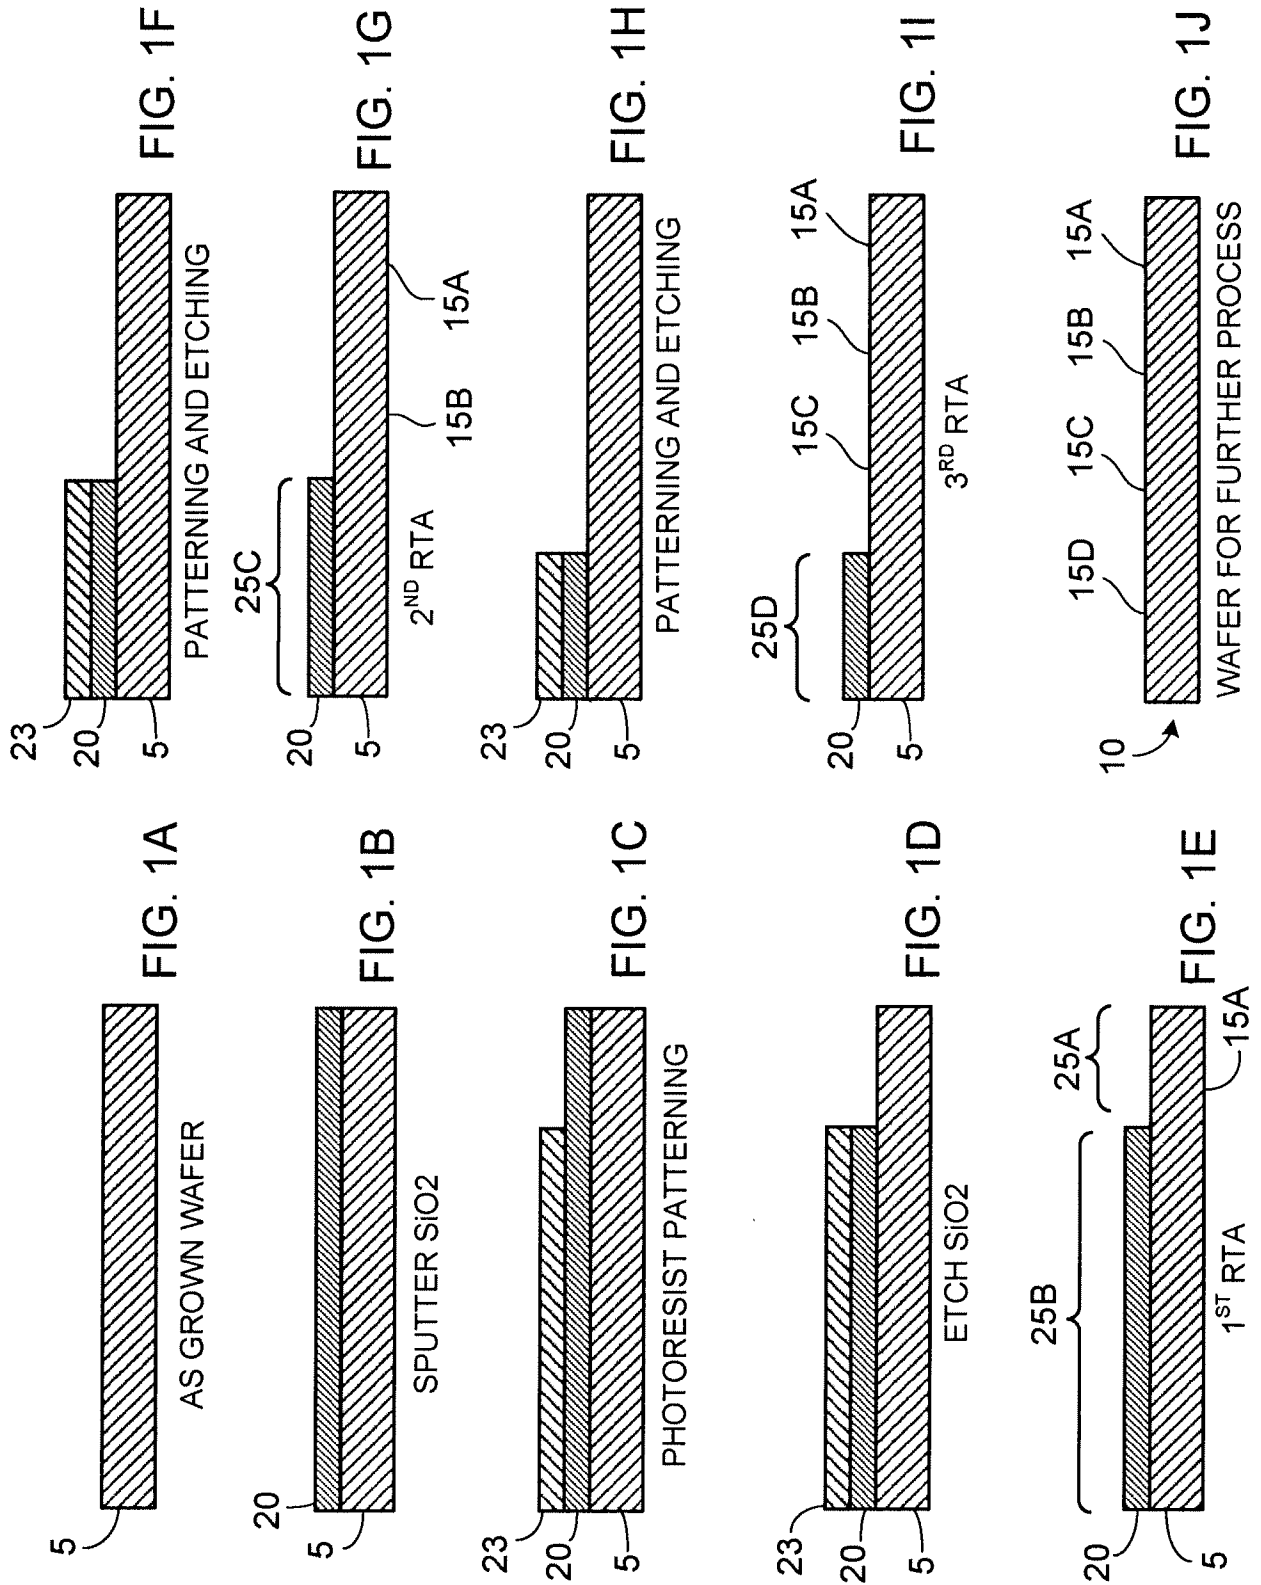 5
AS GROWN WAFER
FIG. 1A
20
5
SPUTTER SiO2
FIG. 1B
23
20
5
PHOTORESIST PATTERNING
FIG. 1C
23
20
5
ETCH SiO2
FIG. 1D
25B
25A
20
5
15A
1ST RTA
FIG. 1E
23
20
5
PATTERNING AND ETCHING
FIG. 1F
25C
20
5
15B
15A
2ND RTA
FIG. 1G
23
20
5
PATTERNING AND ETCHING
FIG. 1H
25D
15C
15B
15A
20
5
3RD RTA
FIG. 1I
10
15D
15C
15B
15A
WAFER FOR FURTHER PROCESS
FIG. 1J